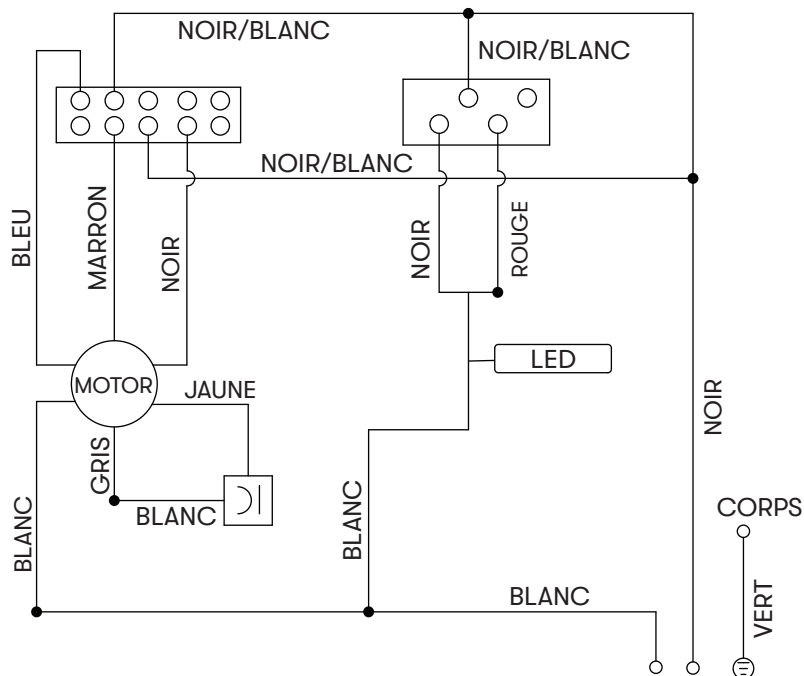 NOIR/BLANC
NOIR/BLANC
NOIR/BLANC
BLEU
MARRON
NOIR
NOIR
ROUGE
LED
MOTOR
JAUNE
NOIR
GRIS
BLANC
BLANC
BLANC
CORPS
BLANC
VERT